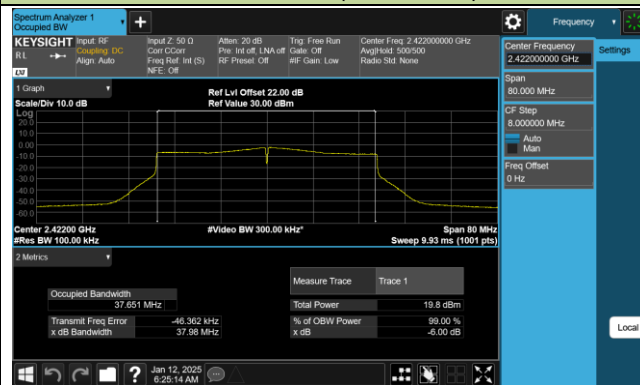 Spectrum Analyzer 1
Occupied BW
Frequency
KEYSIGHT Input: RF
Coupling: DC
Align: Auto
RL
LXI
Input Z: 50 Ω
Corr CCorr
Freq Ref: Int (S)
NFE: Off
Atten: 20 dB
Pre: Int off, LNA off
RF Preset: Off
Trig: Free Run
Gate: Off
#IF Gain: Low
Center Freq: 2.422000000 GHz
Avg|Hold: 500/500
Radio Std: None
Center Frequency
2.422000000 GHz
Settings
Span
80.000 MHz
CF Step
8.000000 MHz
Auto
Man
Freq Offset
0 Hz
1 Graph
Scale/Div 10.0 dB
Ref Lvl Offset 22.00 dB
Ref Value 30.00 dBm
Log
20.0
10.0
0.00
-10.0
-20.0
-30.0
-40.0
-50.0
-60.0
Center 2.42200 GHz
#Res BW 100.00 kHz
#Video BW 300.00 kHz*
Span 80 MHz
Sweep 9.93 ms (1001 pts)
2 Metrics
Measure Trace Trace 1
Occupied Bandwidth
37.651 MHz
Total Power 19.8 dBm
Transmit Freq Error -46.362 kHz
% of OBW Power 99.00 %
x dB Bandwidth 37.98 MHz
x dB -6.00 dB
Local
Jan 12, 2025
6:25:14 AM